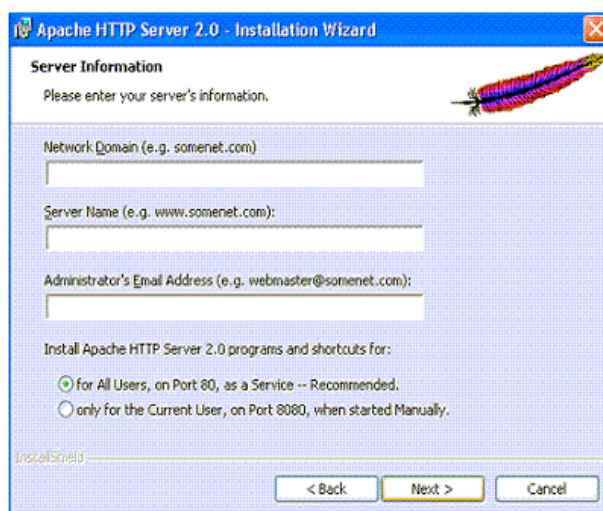 Apache HTTP Server 2.0 - Installation Wizard
Server Information
Please enter your server's information.
Network Domain (e.g. somenet.com)
Server Name (e.g. www.somenet.com):
Administrator's Email Address (e.g. webmaster@somenet.com):
Install Apache HTTP Server 2.0 programs and shortcuts for:
for All Users, on Port 80, as a Service -- Recommended.
only for the Current User, on Port 8080, when started Manually.
InstallShield
< Back Next > Cancel